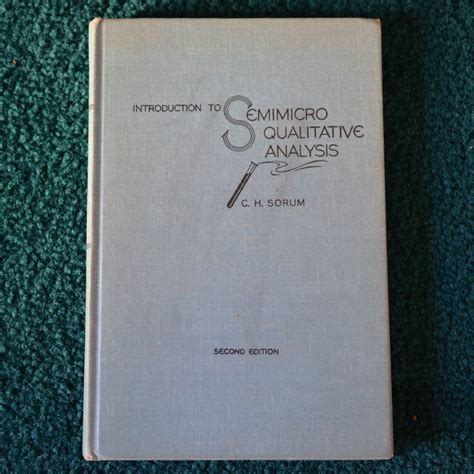 INTRODUCTION TO SEMIMICRO
QUALITATIVE
ANALYSIS
C. H. SORUM
SECOND EDITION